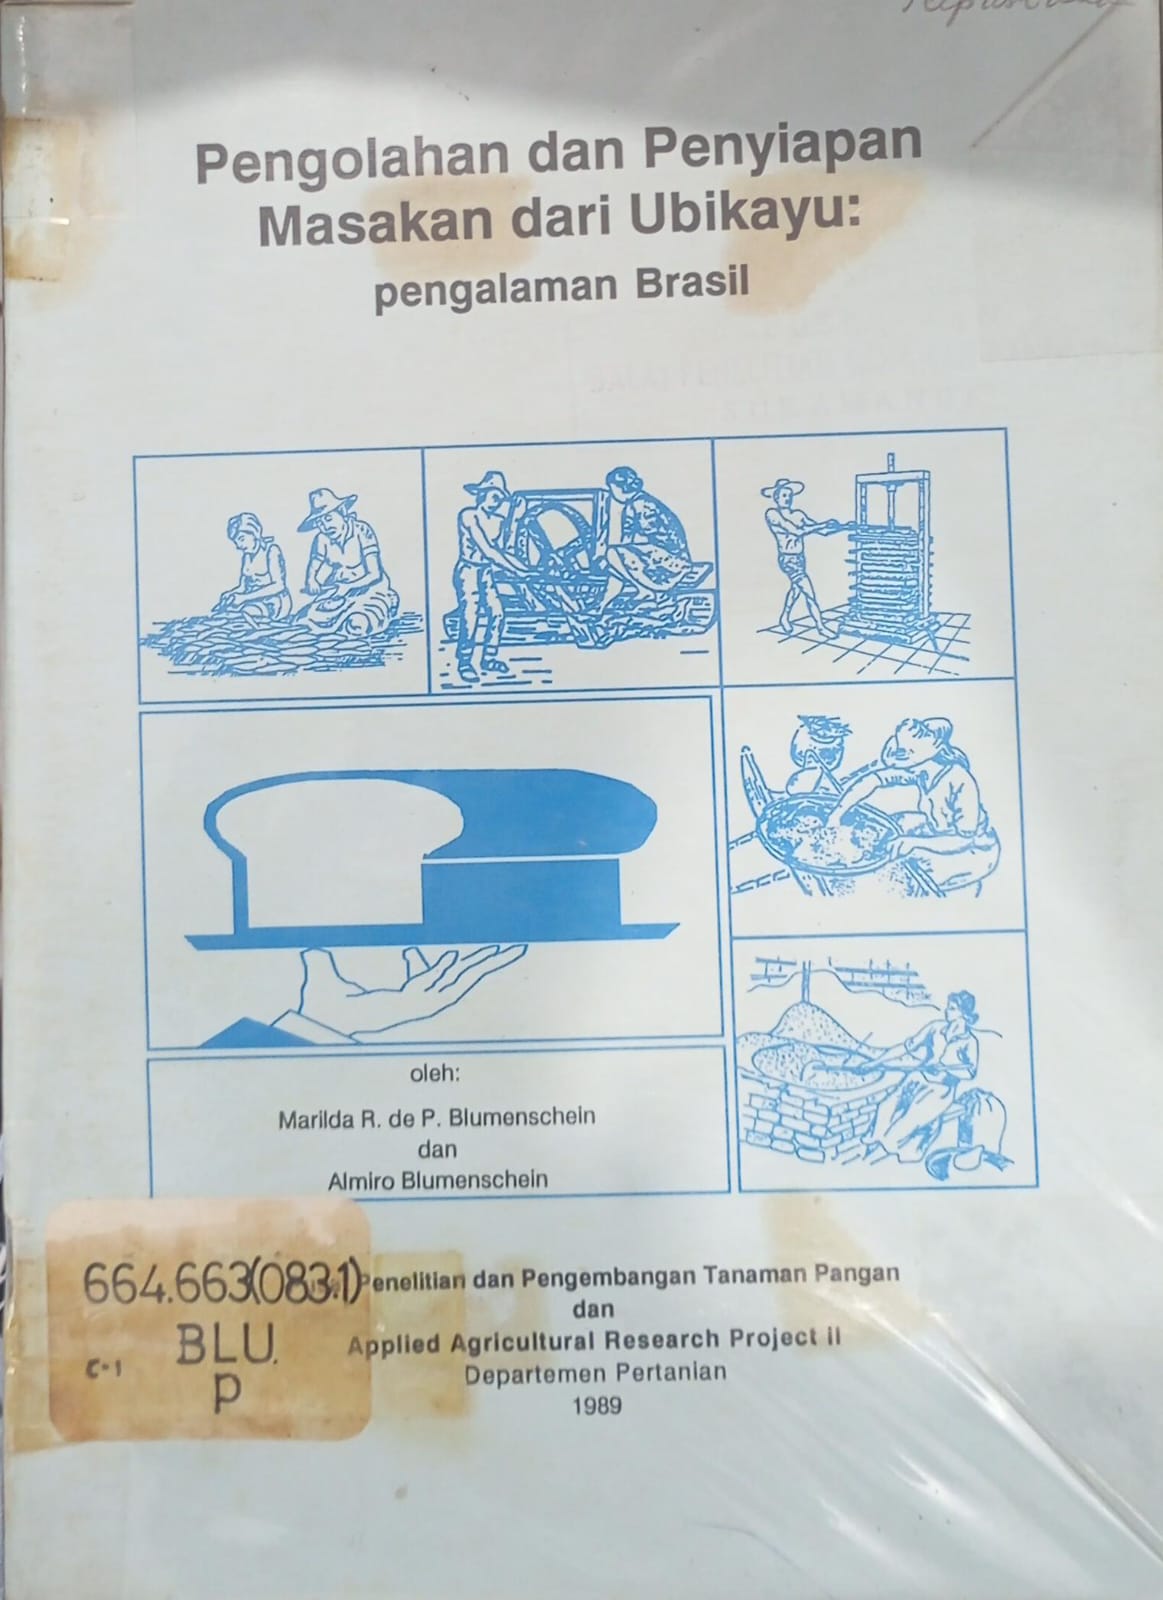 Pengolahan dan Penyiapan
Masakan dari Ubikayu:
pengalaman Brasil
oleh:
Marilda R. de P. Blumenschein
dan
Almiro Blumenschein
664.663(083.1)
BLU.
C-1
p
Penelitian dan Pengembangan Tanaman Pangan
dan
Applied Agricultural Research Project II
Departemen Pertanian
1989